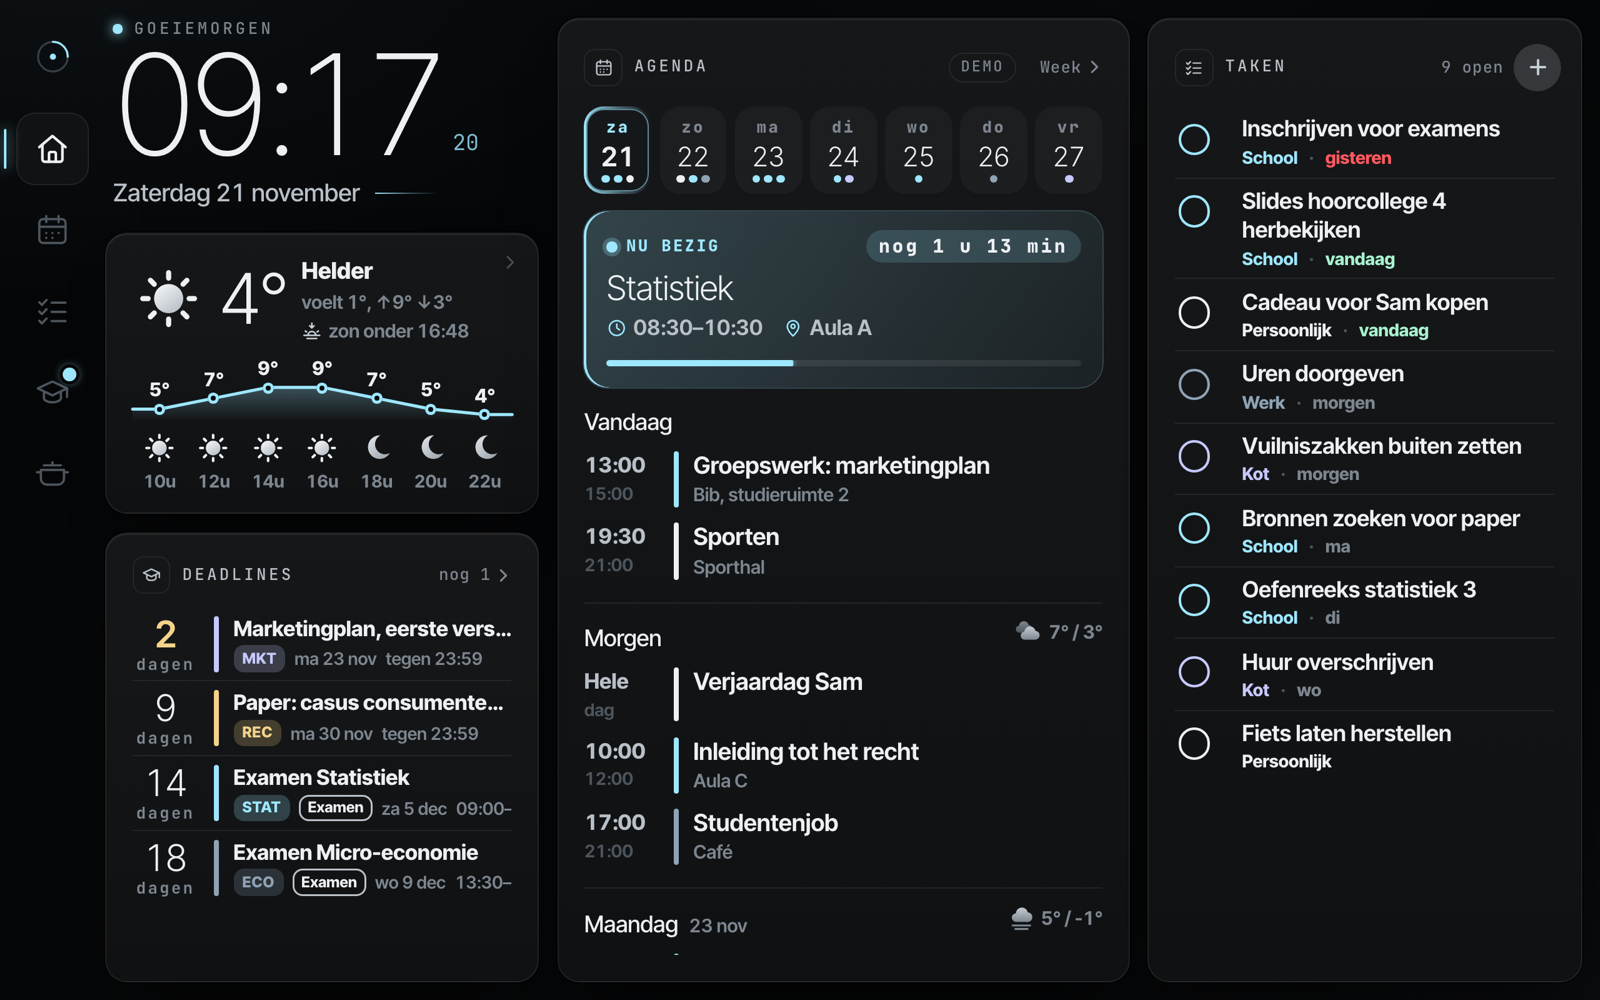 GOEIEMORGEN
09:17 20
Zaterdag 21 november
4° Helder
voelt 1°, ↑9° ↓3°
zon onder 16:48
5° 7° 9° 9° 7° 5° 4°
10u 12u 14u 16u 18u 20u 22u
DEADLINES nog 1
2 dagen
Marketingplan, eerste vers...
MKT ma 23 nov tegen 23:59
9 dagen
Paper: casus consumente...
REC ma 30 nov tegen 23:59
14 dagen
Examen Statistiek
STAT Examen za 5 dec 09:00–
18 dagen
Examen Micro-economie
ECO Examen wo 9 dec 13:30–
AGENDA DEMO Week
za zo ma di wo do vr
21 22 23 24 25 26 27
NU BEZIG nog 1 u 13 min
Statistiek
08:30–10:30 Aula A
Vandaag
13:00 Groepswerk: marketingplan
15:00 Bib, studieruimte 2
19:30 Sporten
21:00 Sporthal
Morgen 7° / 3°
Hele dag Verjaardag Sam
10:00 Inleiding tot het recht
12:00 Aula C
17:00 Studentenjob
21:00 Café
Maandag 23 nov 5° / -1°
TAKEN 9 open
Inschrijven voor examens
School · gisteren
Slides hoorcollege 4
herbekijken
School · vandaag
Cadeau voor Sam kopen
Persoonlijk · vandaag
Uren doorgeven
Werk · morgen
Vuilniszakken buiten zetten
Kot · morgen
Bronnen zoeken voor paper
School · ma
Oefenreeks statistiek 3
School · di
Huur overschrijven
Kot · wo
Fiets laten herstellen
Persoonlijk